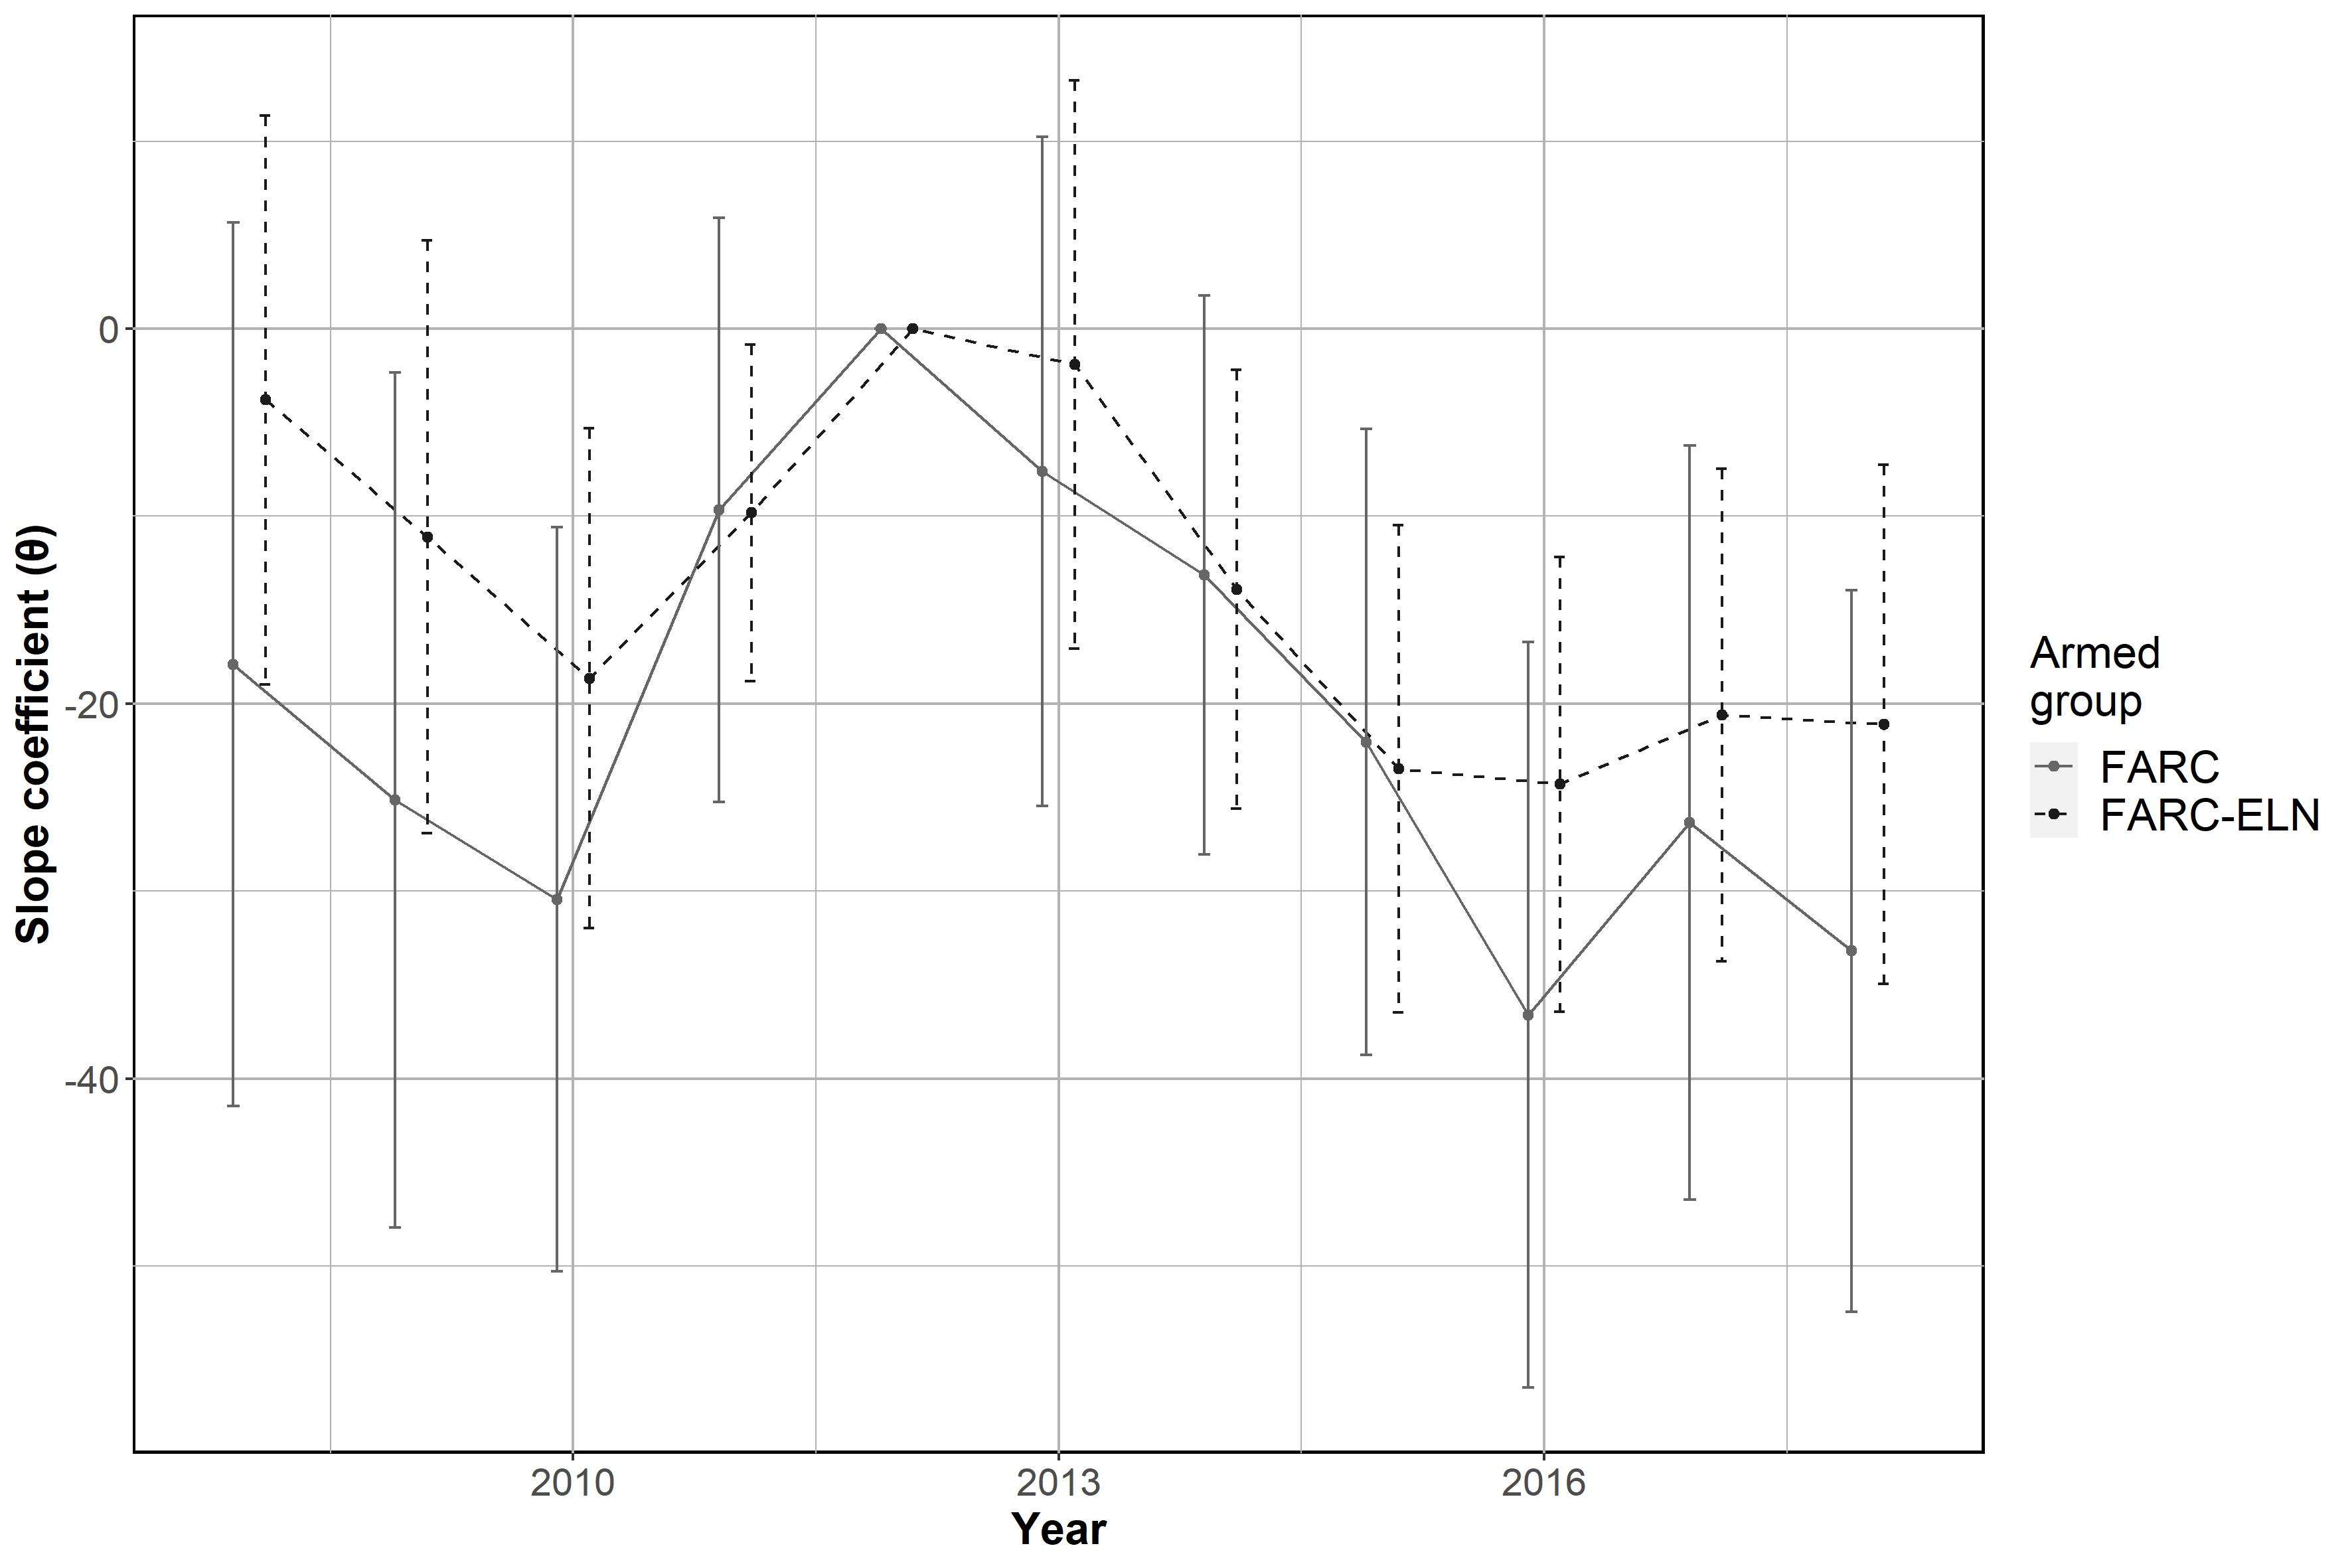 Slope coefficient (θ)
0
-20
-40
2010
2013
2016
Year
Armed
group
FARC
FARC-ELN